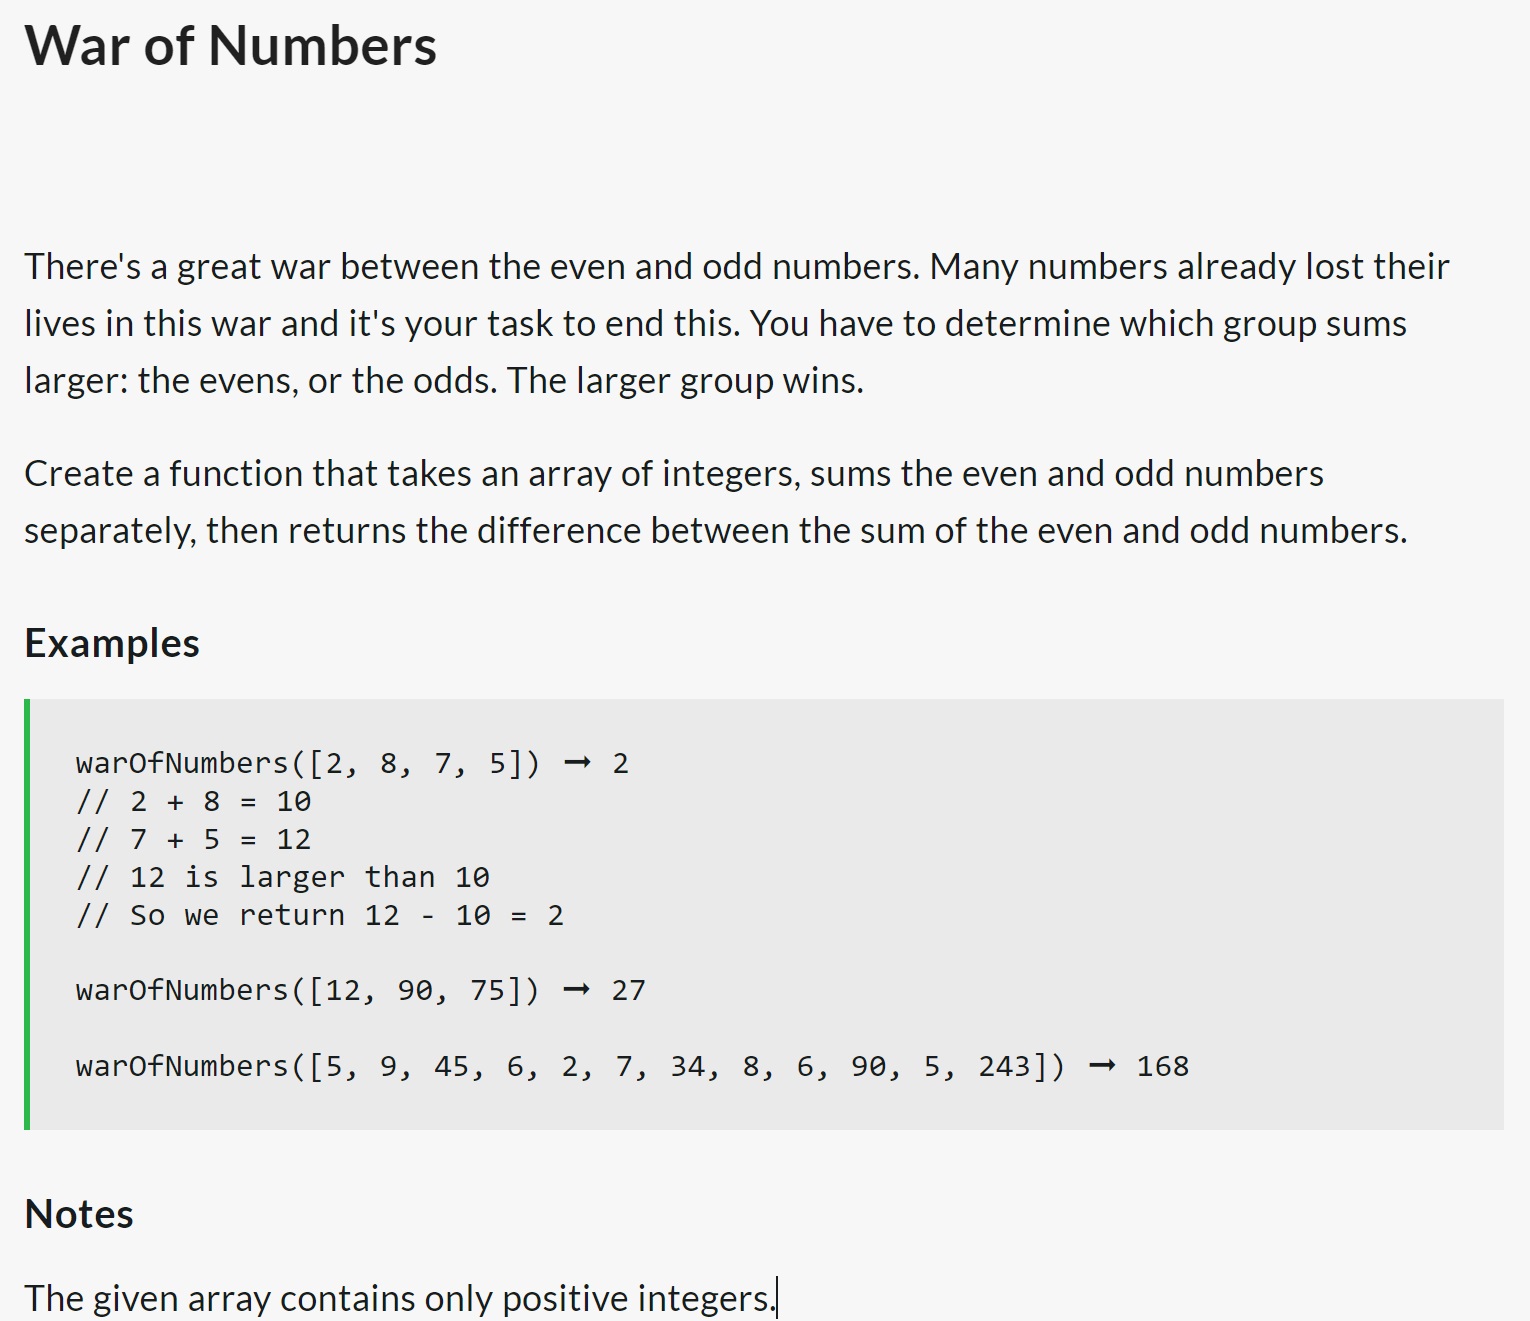 War of Numbers
There's a great war between the even and odd numbers. Many numbers already lost their
lives in this war and it's your task to end this. You have to determine which group sums
larger: the evens, or the odds. The larger group wins.
Create a function that takes an array of integers, sums the even and odd numbers
separately, then returns the difference between the sum of the even and odd numbers.
Examples
warOfNumbers([2, 8, 7, 5]) ➞ 2
// 2 + 8 = 10
// 7 + 5 = 12
// 12 is larger than 10
// So we return 12 - 10 = 2
warOfNumbers([12, 90, 75]) ➞ 27
warOfNumbers([5, 9, 45, 6, 2, 7, 34, 8, 6, 90, 5, 243]) ➞ 168
Notes
The given array contains only positive integers.